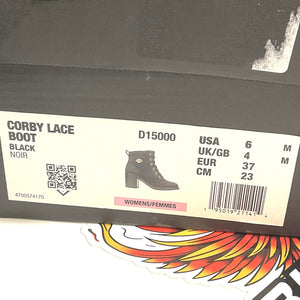 CORBY LACE
BOOT
BLACK
NOIR
D15000
USA 6 M
UK/GB 4 M
EUR 37
CM 23
4700574170
WOMENS/FEMMES